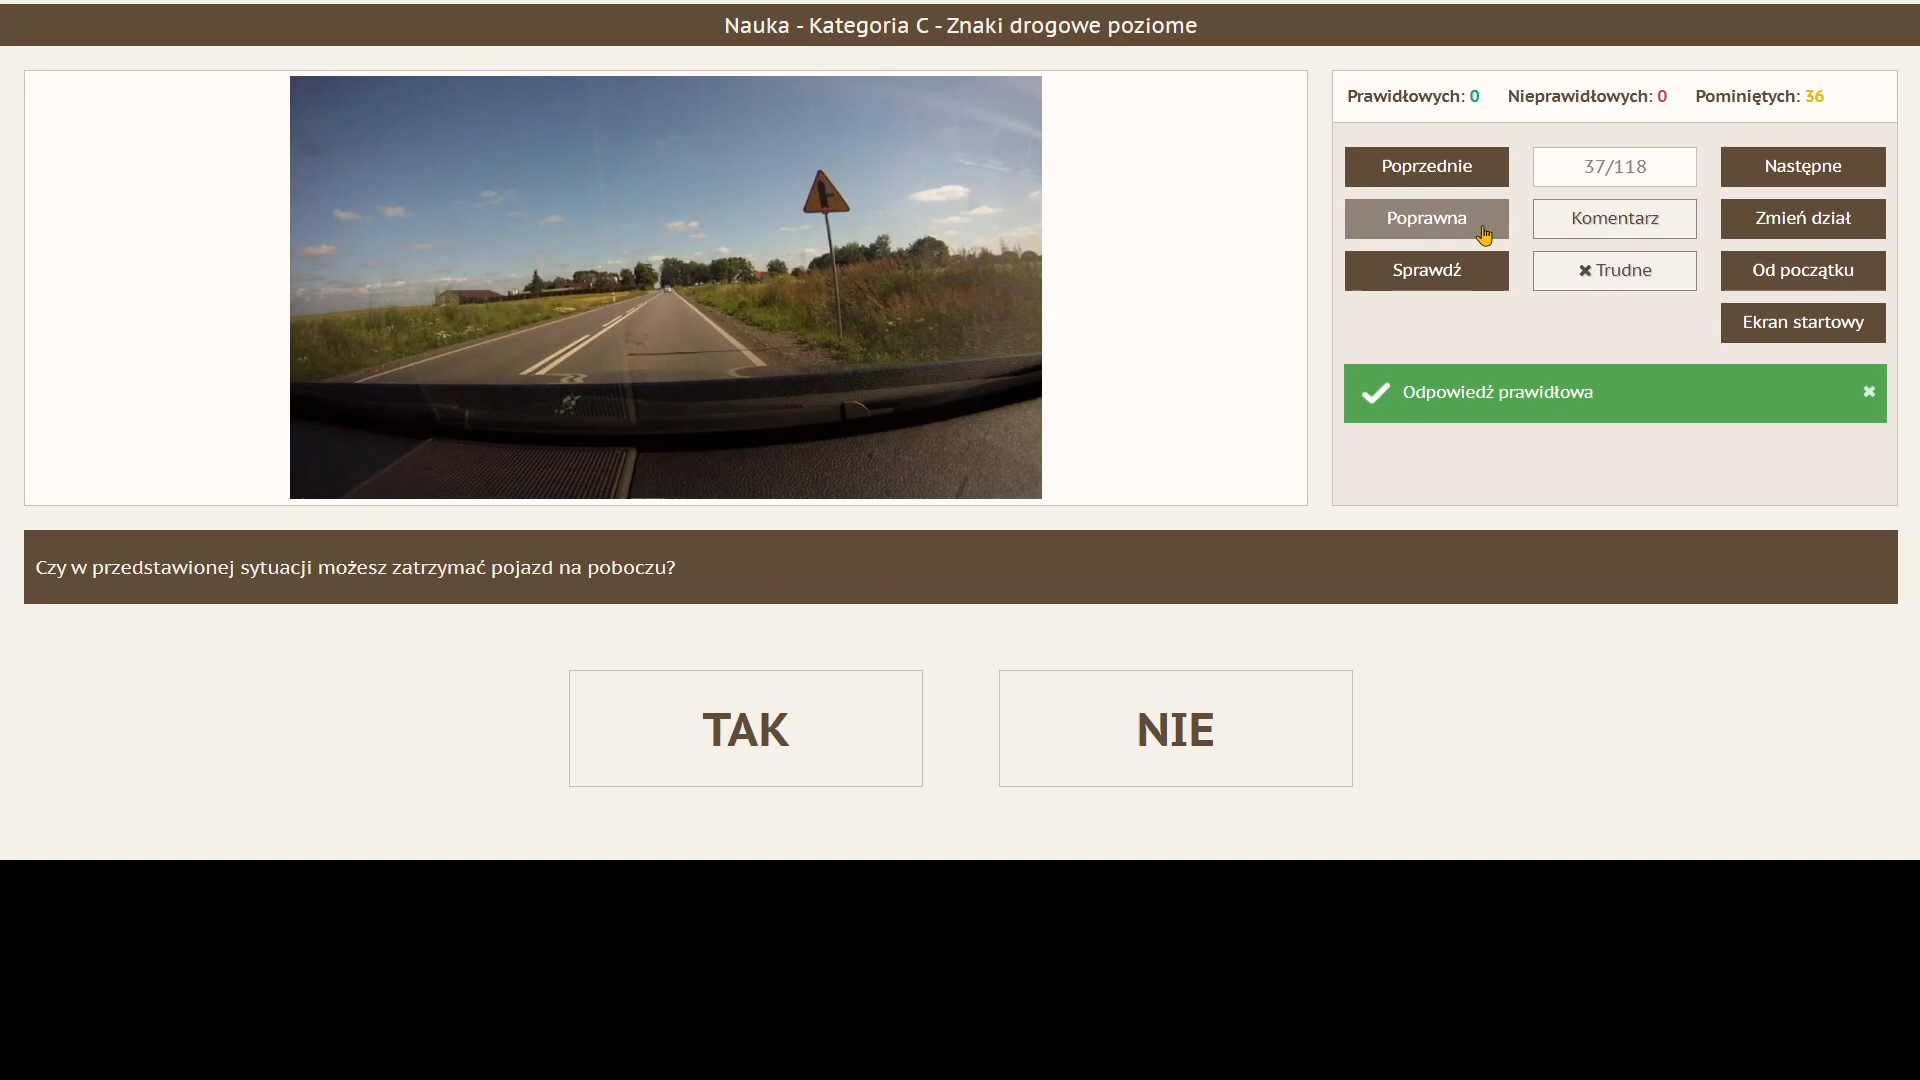 Nauka - Kategoria C - Znaki drogowe poziome
Prawidłowych: 0 Nieprawidłowych: 0 Pominiętych: 36
Poprzednie 37/118 Następne
Poprawna Komentarz Zmień dział
Sprawdź ✖ Trudne Od początku
Ekran startowy
Odpowiedź prawidłowa
Czy w przedstawionej sytuacji możesz zatrzymać pojazd na poboczu?
TAK NIE